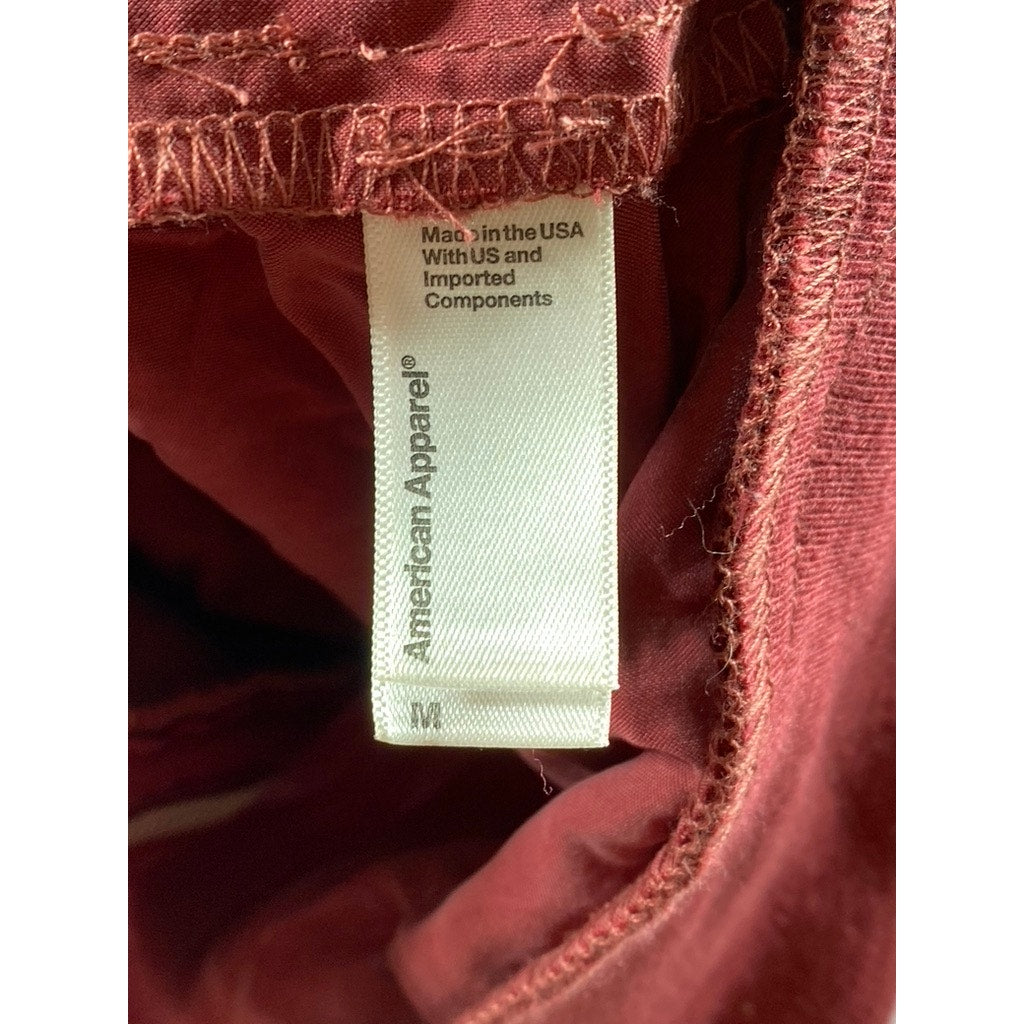 Made in the USA
With US and
Imported
Components
American Apparel®
M